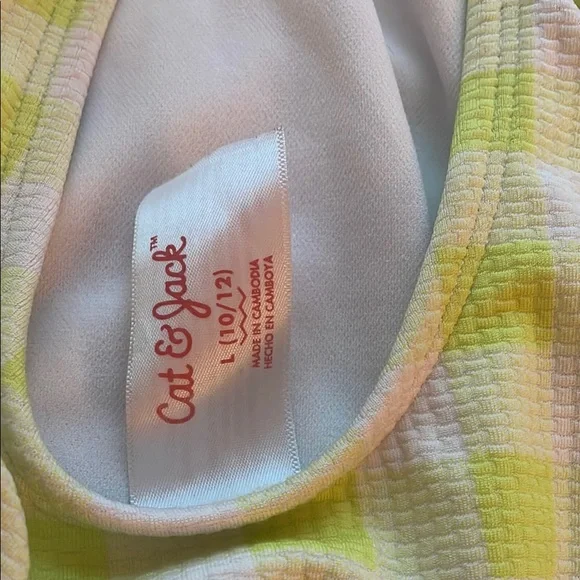 Cat & Jack™
L (10/12)
MADE IN CAMBODIA
HECHO EN CAMBOYA